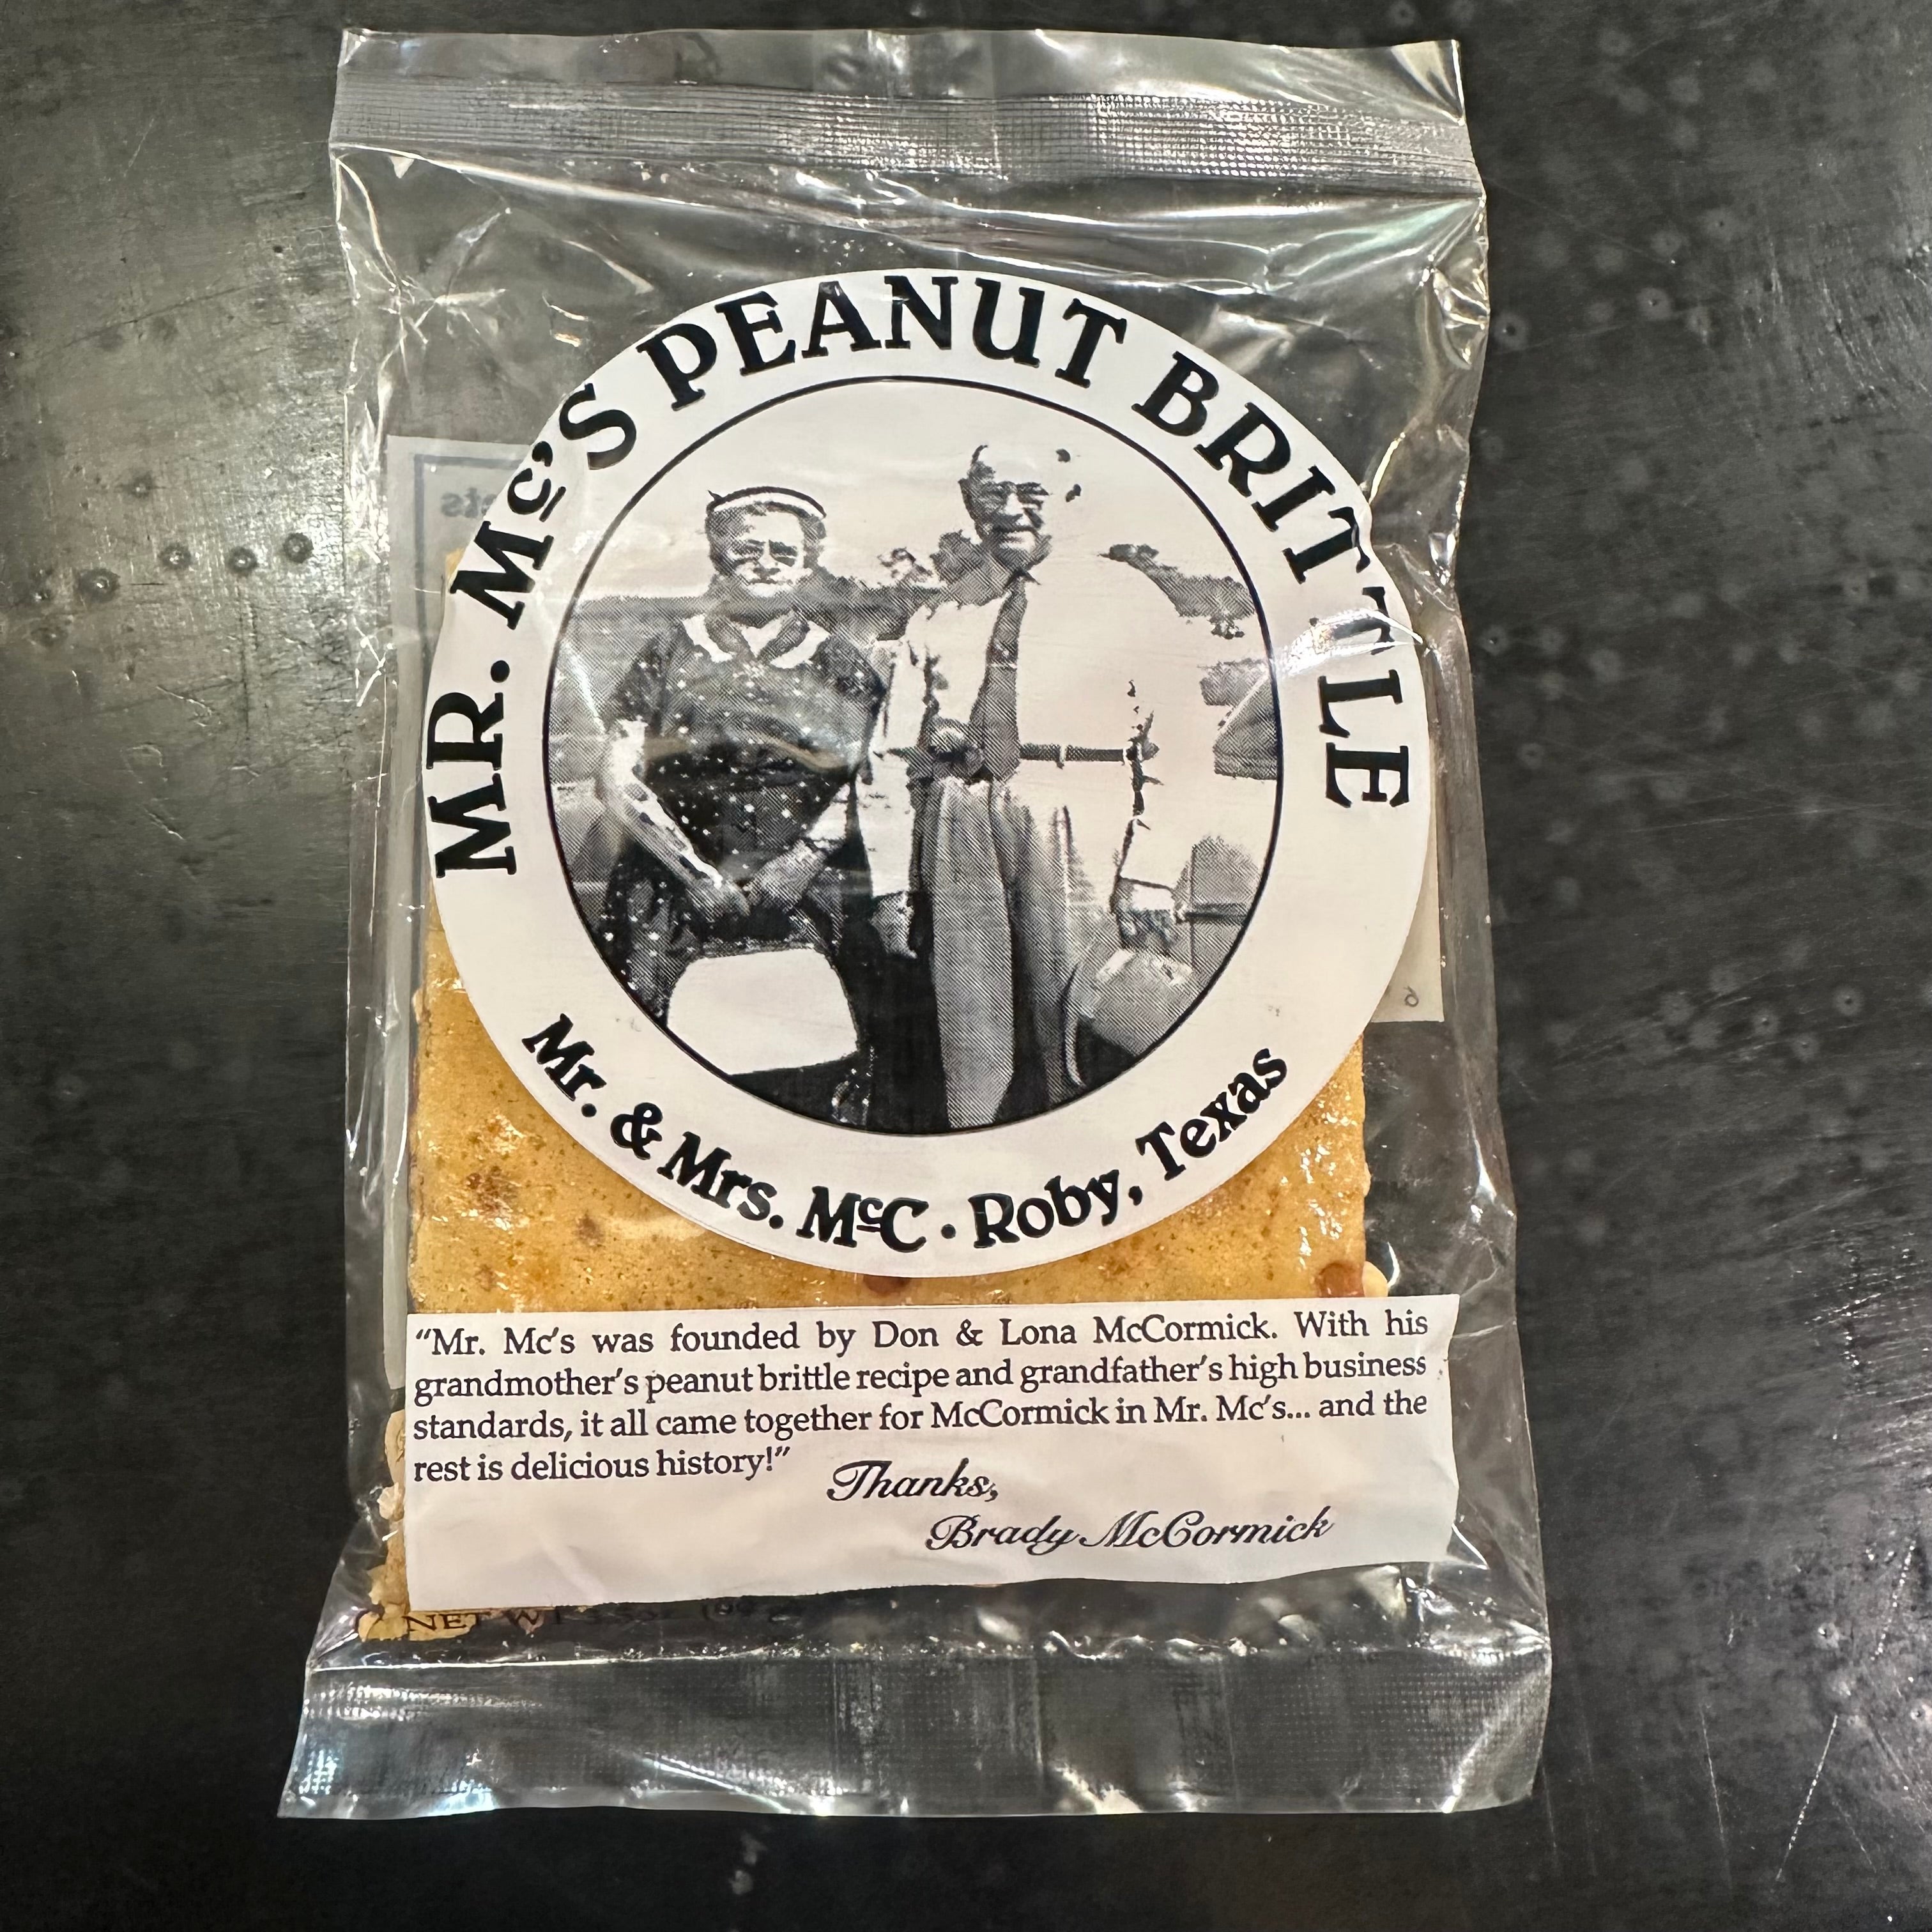 MR. McS PEANUT BRITTLE
Mr. & Mrs. McC · Roby, Texas
“Mr. Mc's was founded by Don & Lona McCormick. With his
grandmother's peanut brittle recipe and grandfather's high business
standards, it all came together for McCormick in Mr. Mc's... and the
rest is delicious history!”
Thanks,
Brady McCormick
NET WT